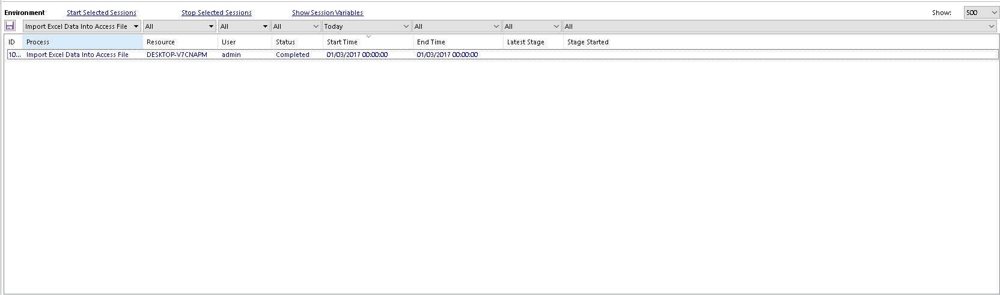 Environment Start Selected Sessions Stop Selected Sessions Show Session Variables Show: 500
Import Excel Data Into Access File All All All Today All All All
ID Process Resource User Status Start Time End Time Latest Stage Stage Started
10... Import Excel Data Into Access File DESKTOP-V7CNAPM admin Completed 01/03/2017 00:00:00 01/03/2017 00:00:00